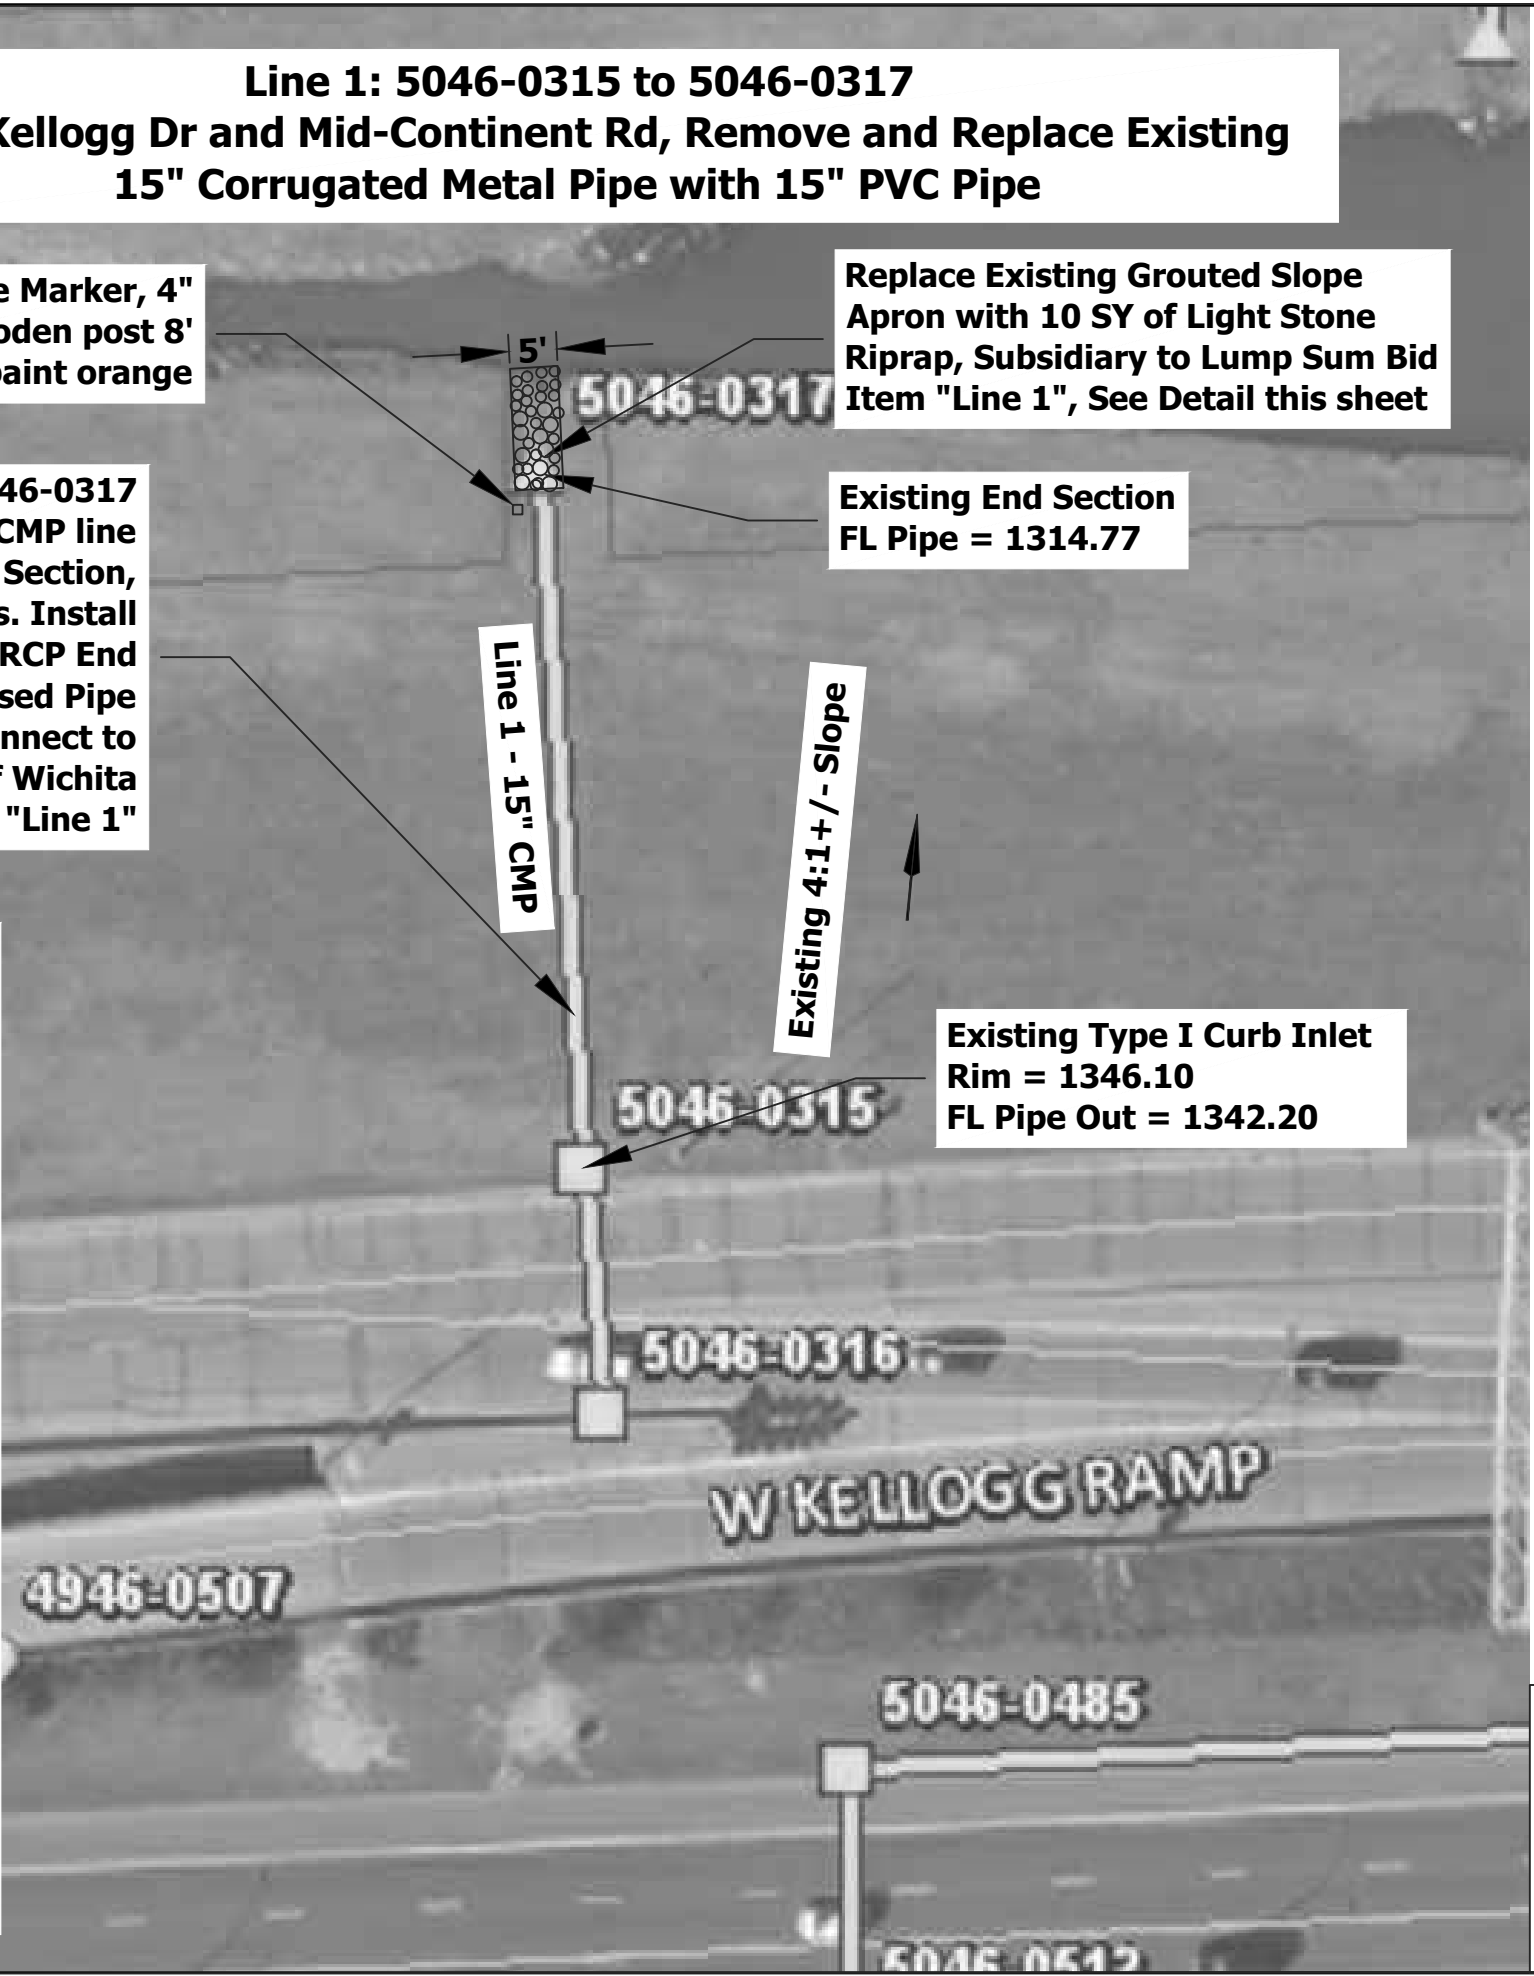 Line 1: 5046-0315 to 5046-0317
Kellogg Dr and Mid-Continent Rd, Remove and Replace Existing
15" Corrugated Metal Pipe with 15" PVC Pipe
Marker, 4"
post 8'
paint orange
5'
5046-0317
Replace Existing Grouted Slope
Apron with 10 SY of Light Stone
Riprap, Subsidiary to Lump Sum Bid
Item "Line 1", See Detail this sheet
46-0317
CMP line
Section,
Install
RCP End
Pipe
to
Wichita
"Line 1"
Existing End Section
FL Pipe = 1314.77
Line 1 - 15" CMP
Existing 4:1+/- Slope
Existing Type I Curb Inlet
Rim = 1346.10
FL Pipe Out = 1342.20
5046-0315
5046-0316
W KELLOGG RAMP
4946-0507
5046-0485
5046-0512